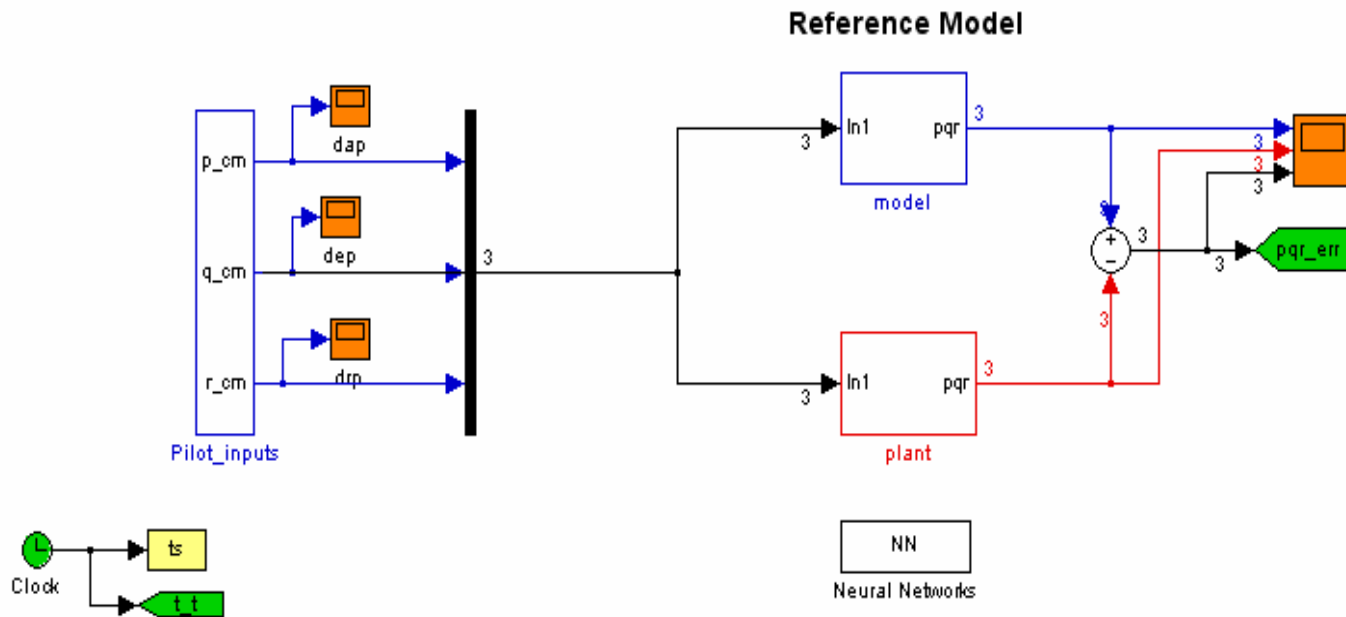 Reference Model
dap
p_cm
dep
q_cm
drp
r_cm
Pilot_inputs
3
3
In1
pqr
3
model
3
In1
pqr
3
plant
3
3
3
3
3
3
3
pqr_err
ts
Clock
t_t
NN
Neural Networks